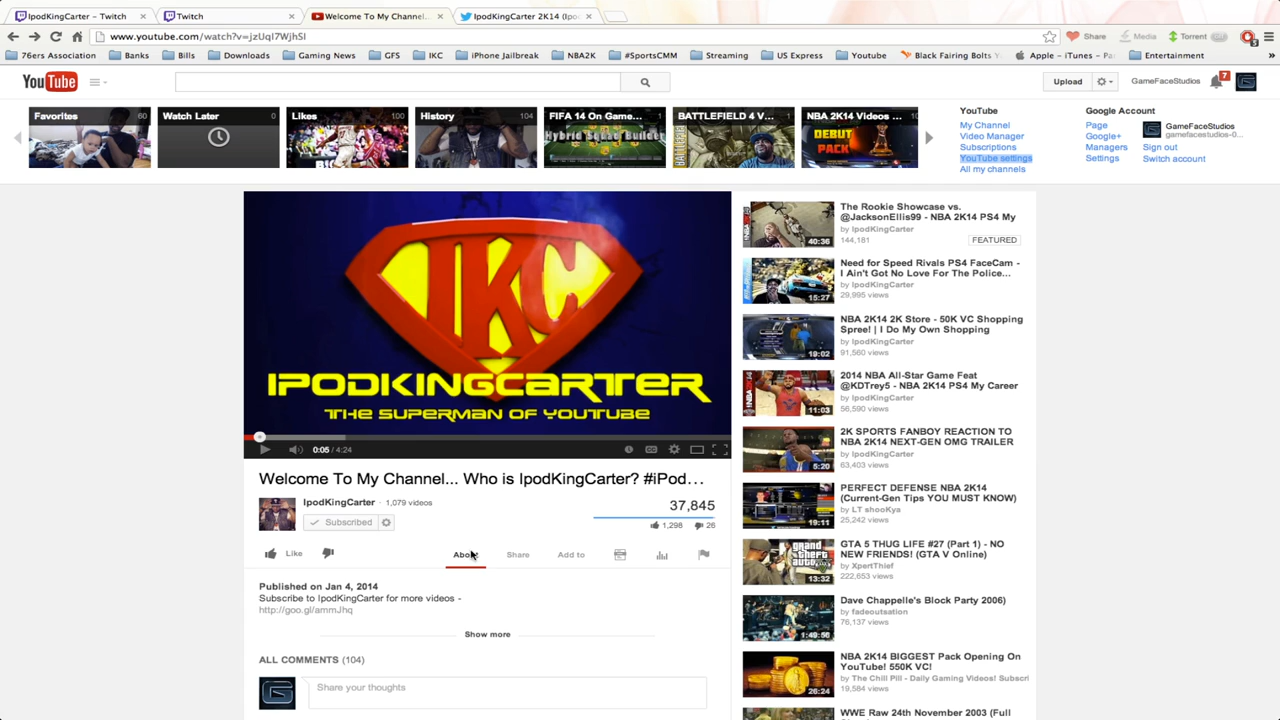 IpodKingCarter - Twitch
Twitch
Welcome To My Channel...
IpodKingCarter 2K14 (Ipo
www.youtube.com/watch?v=jzUqI7WjhSI
Share
Media
Torrent
76ers Association
Banks
Bills
Downloads
Gaming News
GFS
IKC
iPhone Jailbreak
NBA2K
#SportsCMM
Streaming
US Express
Youtube
Black Fairing Bolts
Apple – iTunes –
Entertainment
YouTube
Upload
GameFaceStudios
7
Favorites
60
Watch Later
0
Likes
History
104
FIFA 14 On Game...
1
Hybrid Squad Builder
BATTLEFIELD 4 V...
BATTLEFIELD
NBA 2K14 Videos ...
DEBUT
PACK
YouTube
My Channel
Video Manager
Subscriptions
YouTube settings
All my channels
Google Account
Page
Google+
Managers
Settings
GameFaceStudios
gamefacestudios-0...
Sign out
Switch account
IKC
IPODKINGCARTER
THE SUPERMAN OF YOUTUBE
0:05 / 4:24
Welcome To My Channel... Who is IpodKingCarter? #iPod...
IpodKingCarter · 1,079 videos
Subscribed
37,845
1,298
26
Like
About
Share
Add to
Published on Jan 4, 2014
Subscribe to IpodKingCarter for more videos -
http://goo.gl/ammJhq
Show more
ALL COMMENTS (104)
Share your thoughts
The Rookie Showcase vs.
@JacksonEllis99 - NBA 2K14 PS4 My
by IpodKingCarter
144,181
FEATURED
40:36
Need for Speed Rivals PS4 FaceCam -
I Ain't Got No Love For The Police...
by IpodKingCarter
29,995 views
15:27
NBA 2K14 2K Store - 50K VC Shopping
Spree! | I Do My Own Shopping
by IpodKingCarter
91,560 views
19:02
2014 NBA All-Star Game Feat
@KDTrey5 - NBA 2K14 PS4 My Career
by IpodKingCarter
56,590 views
11:03
2K SPORTS FANBOY REACTION TO
NBA 2K14 NEXT-GEN OMG TRAILER
by IpodKingCarter
63,403 views
5:20
PERFECT DEFENSE NBA 2K14
(Current-Gen Tips YOU MUST KNOW)
by LT shooKya
25,242 views
19:11
GTA 5 THUG LIFE #27 (Part 1) - NO
NEW FRIENDS! (GTA V Online)
by XpertThief
222,653 views
13:32
Dave Chappelle's Block Party 2006)
by fadeoutsation
76,137 views
1:49:56
NBA 2K14 BIGGEST Pack Opening On
YouTube! 550K VC!
by The Chill Pill - Daily Gaming Videos! Subscri
19,584 views
26:24
WWE Raw 24th November 2003 (Full